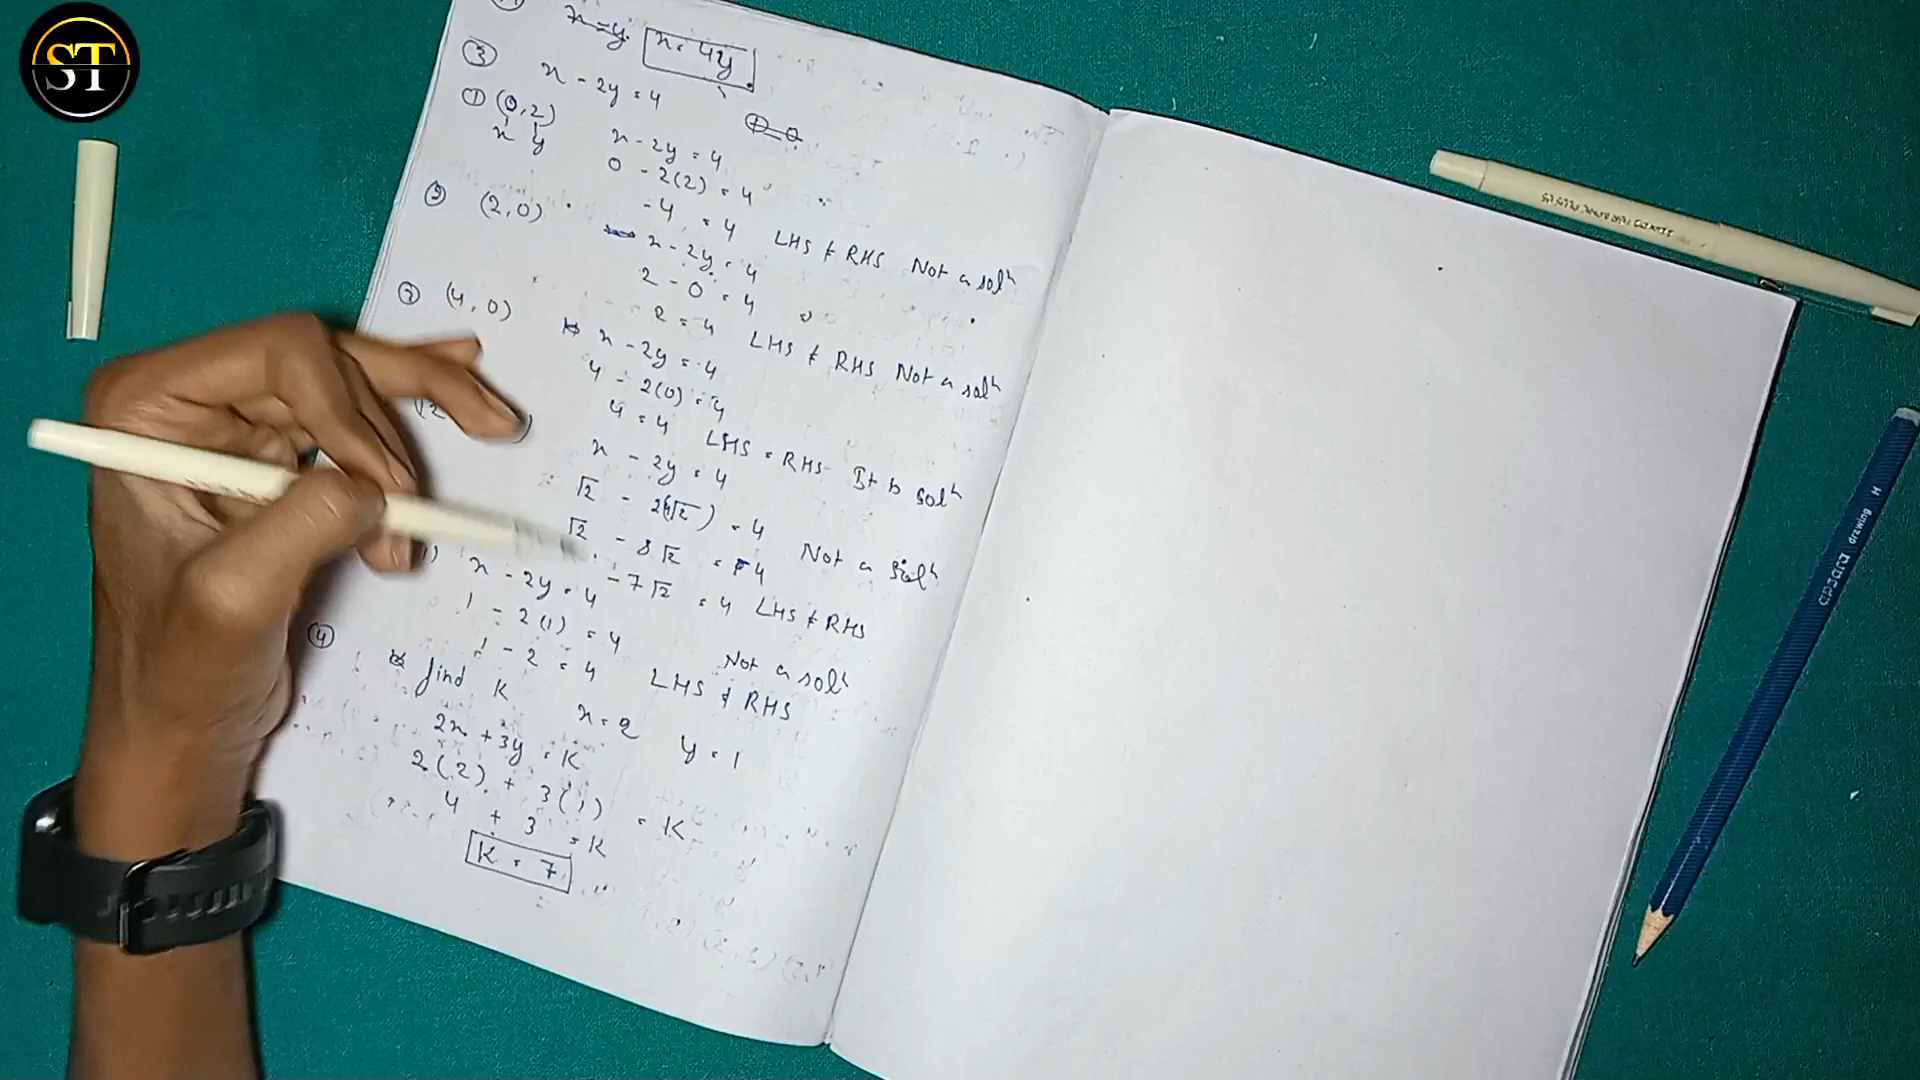 ST
x = 4y
③ x - 2y = 4
① (0,2)
x y
x - 2y = 4
0 - 2(2) = 4
-4 = 4 LHS ≠ RHS Not a solⁿ
② (2,0)
x - 2y = 4
2 - 0 = 4
2 = 4 LHS ≠ RHS Not a solⁿ
③ (4,0)
x - 2y = 4
4 - 2(0) = 4
4 = 4 LHS = RHS It is solⁿ
x - 2y = 4
√2 - 2(4√2) = 4
√2 - 8√2 = 4 Not a solⁿ
-7√2 = 4 LHS ≠ RHS
x - 2y = 4
1 - 2(1) = 4
1 - 2 = 4 LHS ≠ RHS
Not a solⁿ
④ find K x = 2 y = 1
2x + 3y = K
2(2) + 3(1) = K
4 + 3 = K
K = 7
apsara drawing H